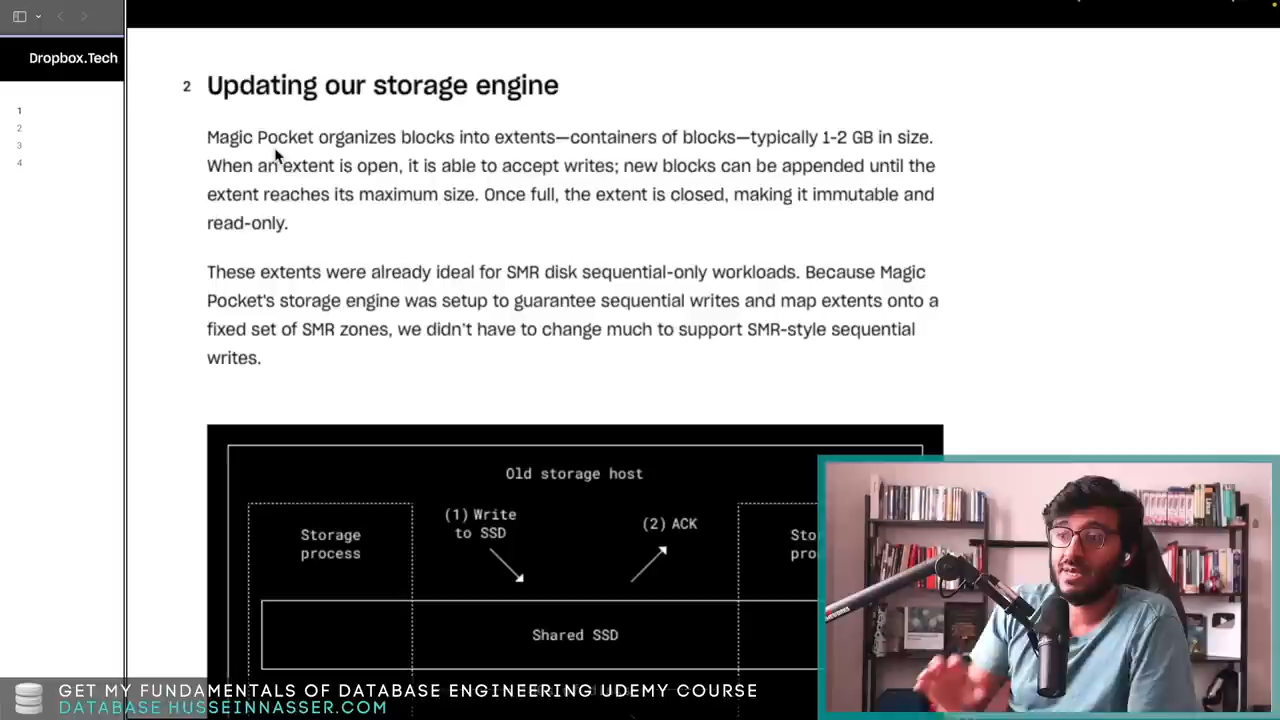 Dropbox.Tech
1
2
3
4
2 Updating our storage engine
Magic Pocket organizes blocks into extents—containers of blocks—typically 1-2 GB in size.
When an extent is open, it is able to accept writes; new blocks can be appended until the
extent reaches its maximum size. Once full, the extent is closed, making it immutable and
read-only.
These extents were already ideal for SMR disk sequential-only workloads. Because Magic
Pocket's storage engine was setup to guarantee sequential writes and map extents onto a
fixed set of SMR zones, we didn't have to change much to support SMR-style sequential
writes.
Old storage host
Storage
process
(1) Write
to SSD
(2) ACK
Shared SSD
GET MY FUNDAMENTALS OF DATABASE ENGINEERING UDEMY COURSE
DATABASE.HUSSEINNASSER.COM